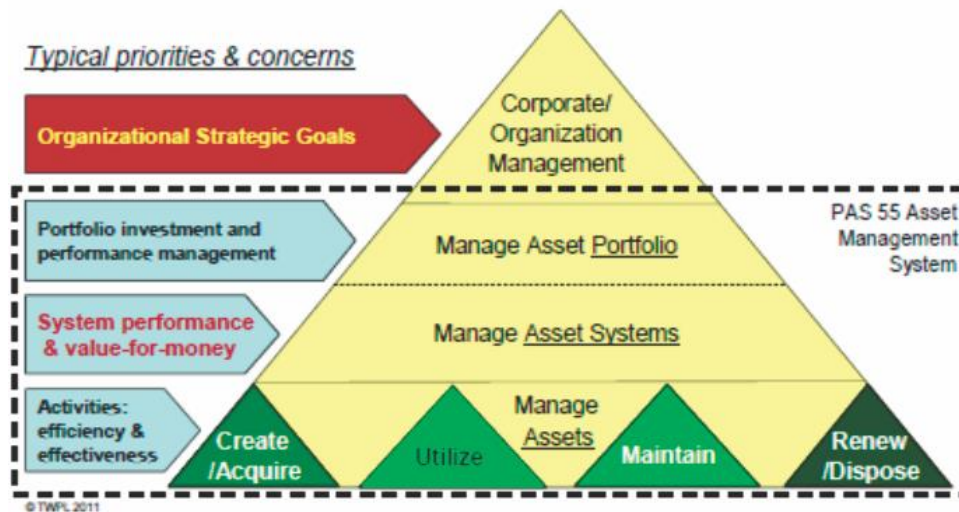 Typical priorities & concerns
Organizational Strategic Goals
Corporate/
Organization
Management
Portfolio investment and
performance management
Manage Asset Portfolio
PAS 55 Asset
Management
System
System performance
& value-for-money
Manage Asset Systems
Activities:
efficiency &
effectiveness
Create
/Acquire
Utilize
Manage
Assets
Maintain
Renew
/Dispose
© TWPL 2011